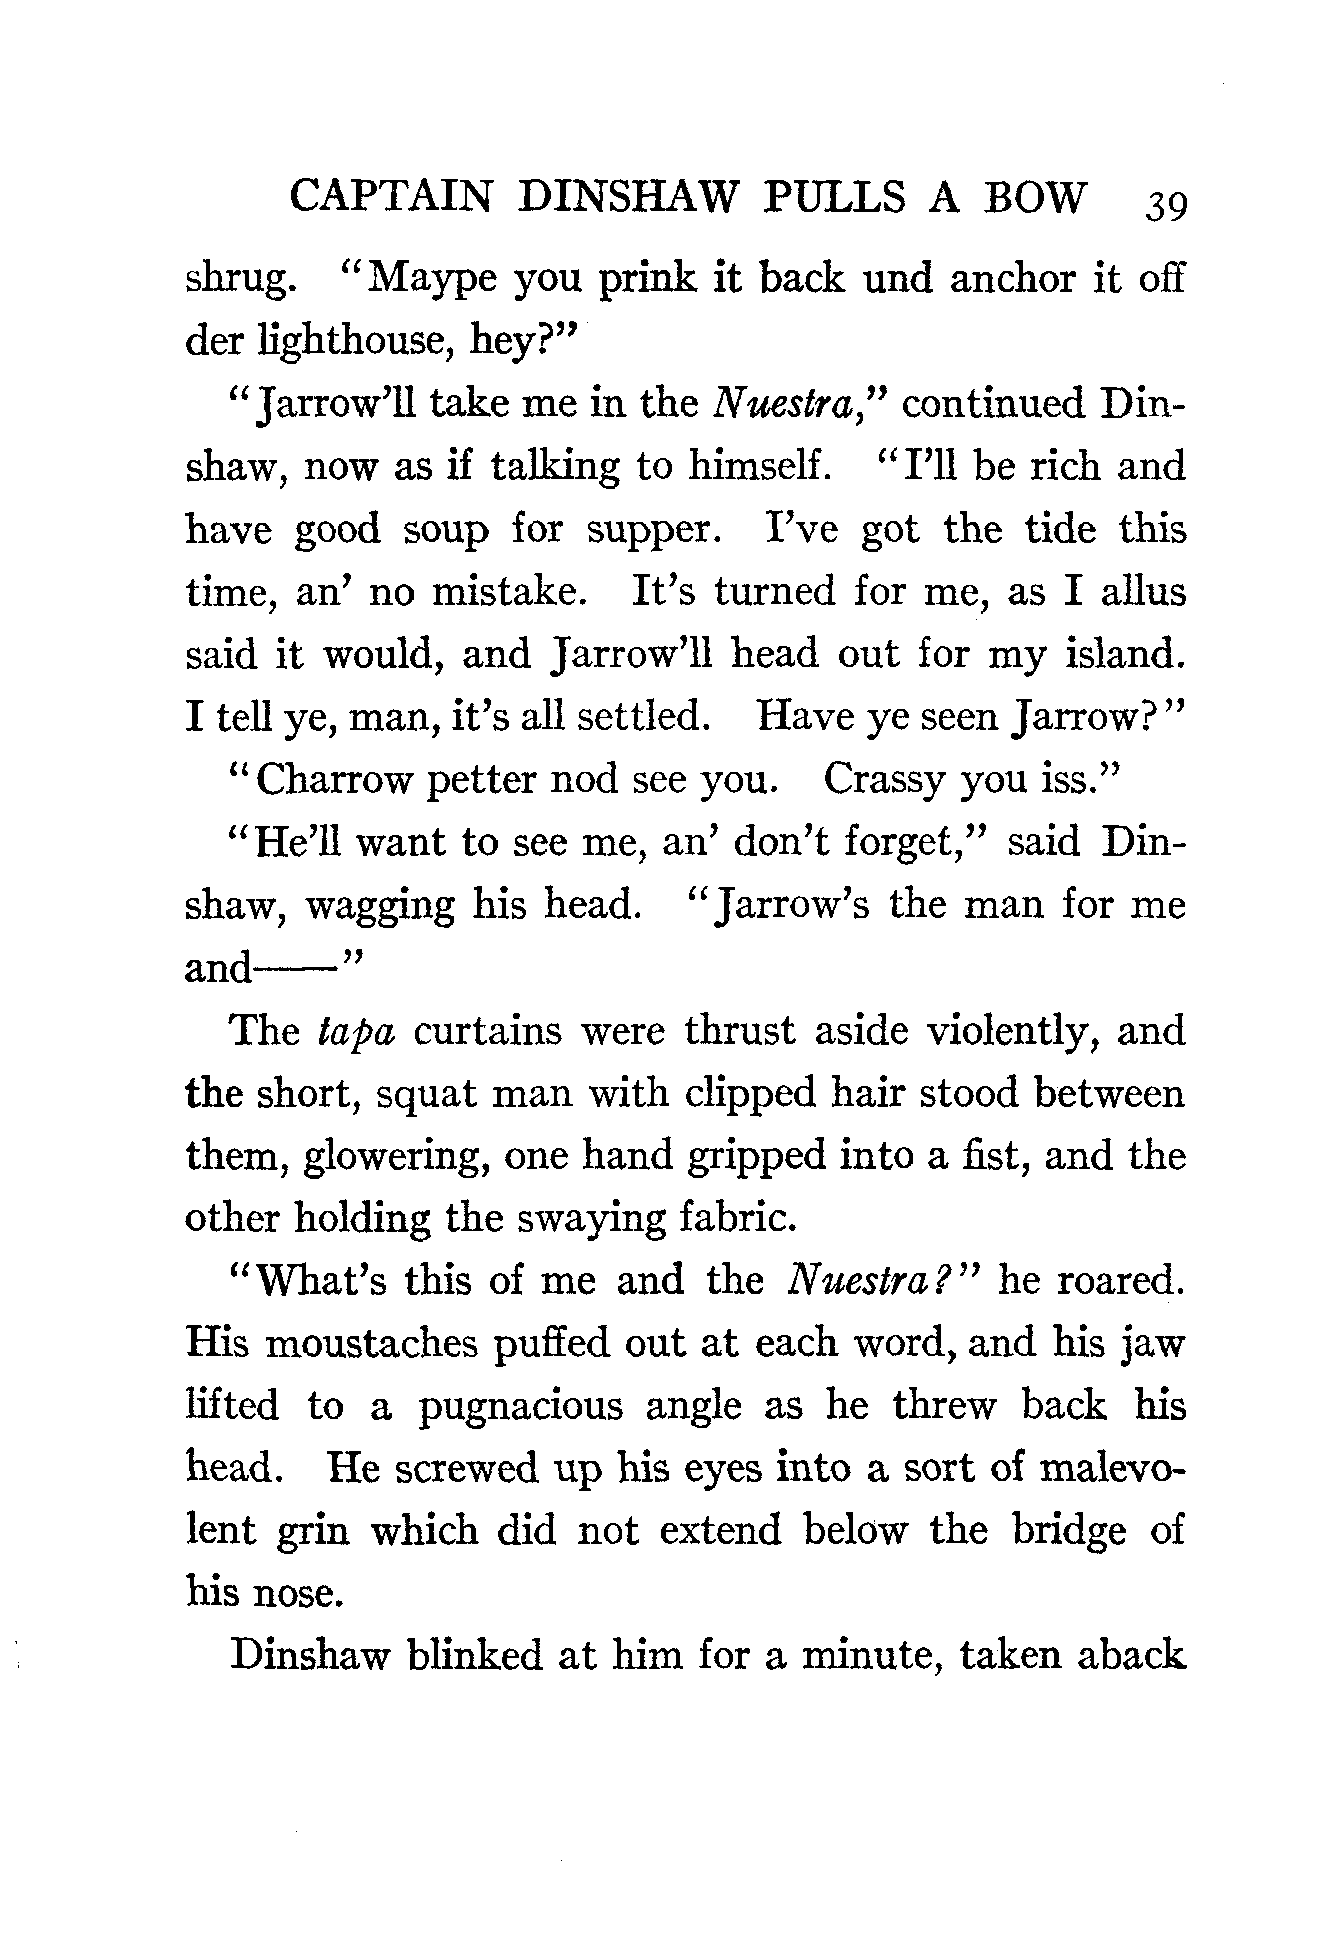 CAPTAIN DINSHAW PULLS A BOW 39
shrug. "Maype you prink it back und anchor it off
der lighthouse, hey?"
"Jarrow'll take me in the Nuestra," continued Din-
shaw, now as if talking to himself. "I'll be rich and
have good soup for supper. I've got the tide this
time, an' no mistake. It's turned for me, as I allus
said it would, and Jarrow'll head out for my island.
I tell ye, man, it's all settled. Have ye seen Jarrow?"
"Charrow petter nod see you. Crassy you iss."
"He'll want to see me, an' don't forget," said Din-
shaw, wagging his head. "Jarrow's the man for me
and——"
The tapa curtains were thrust aside violently, and
the short, squat man with clipped hair stood between
them, glowering, one hand gripped into a fist, and the
other holding the swaying fabric.
"What's this of me and the Nuestra?" he roared.
His moustaches puffed out at each word, and his jaw
lifted to a pugnacious angle as he threw back his
head. He screwed up his eyes into a sort of malevo-
lent grin which did not extend below the bridge of
his nose.
Dinshaw blinked at him for a minute, taken aback